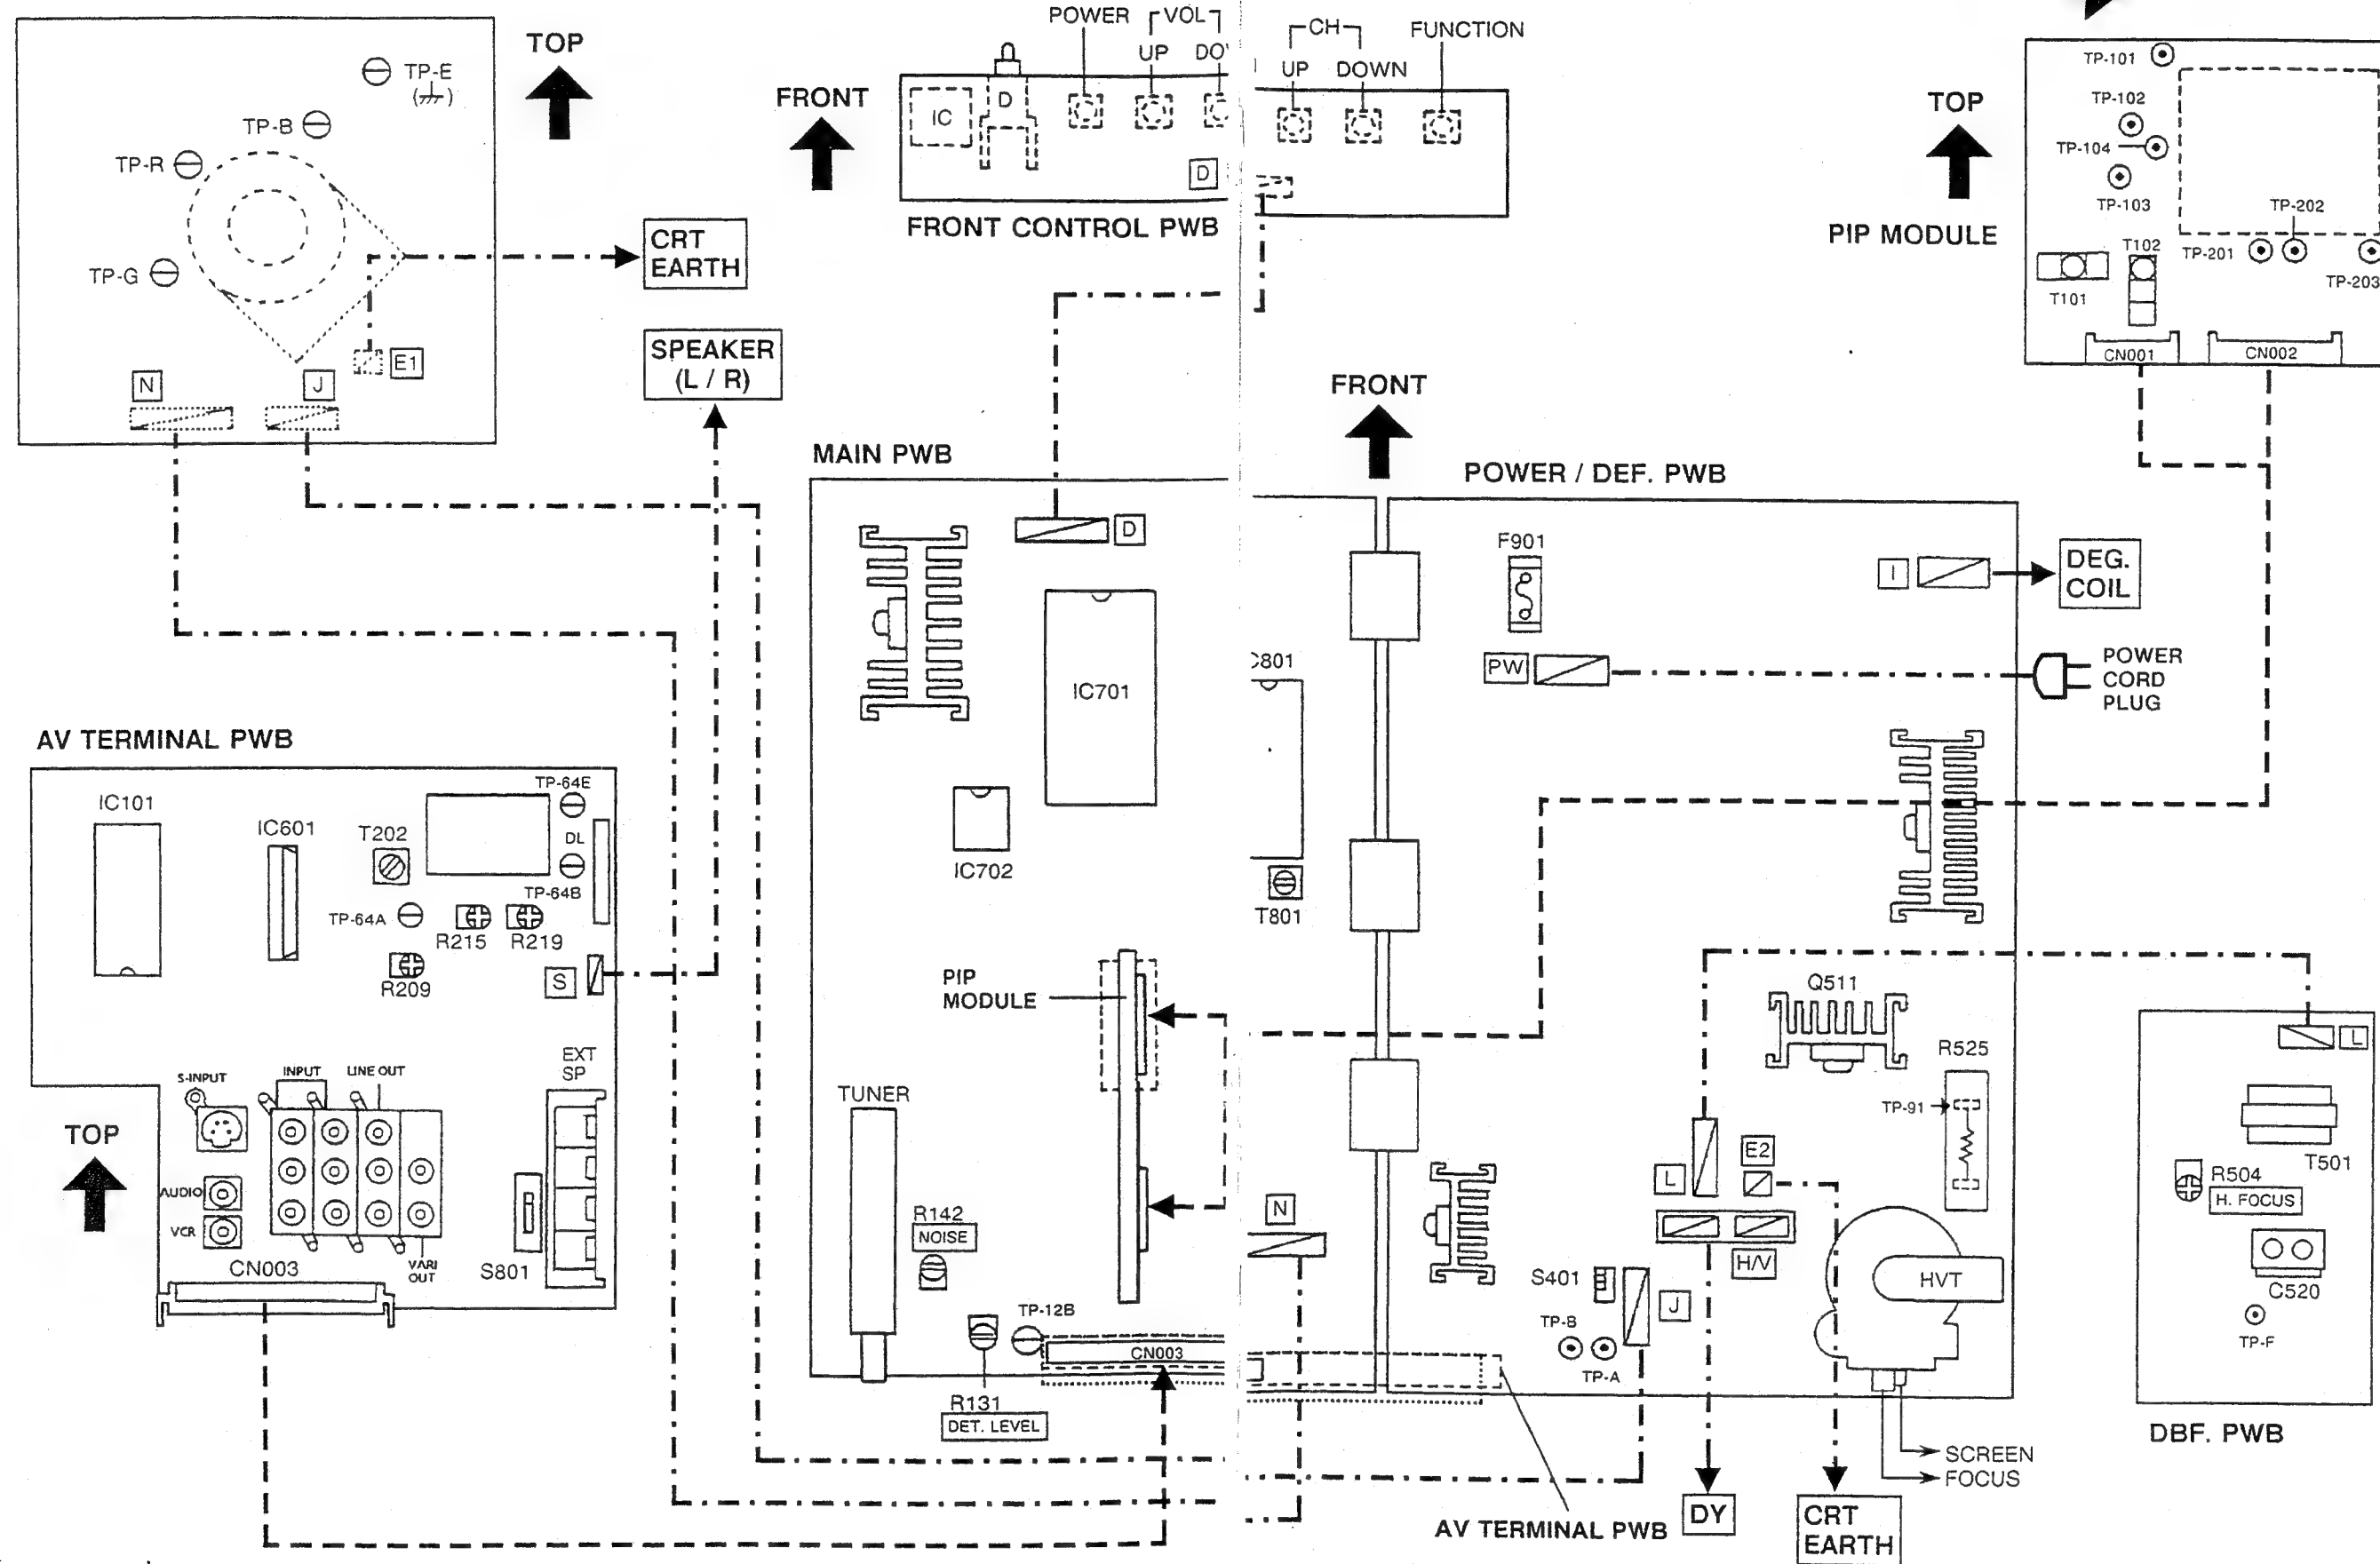 TOP
TP-E
TP-B
TP-R
TP-G
E1
N
J
CRT
EARTH
SPEAKER
(L / R)
POWER
VOL
UP
FRONT
IC
D
D
FRONT CONTROL PWB
CH
UP
DOWN
FUNCTION
TOP
PIP MODULE
TP-101
TP-102
TP-104
TP-103
TP-202
T102
TP-201
TP-203
T101
CN001
CN002
MAIN PWB
D
IC701
IC702
PIP
MODULE
TUNER
R142
NOISE
TP-12B
CN003
R131
DET. LEVEL
FRONT
POWER / DEF. PWB
F901
I
DEG.
COIL
PW
POWER
CORD
PLUG
C801
T801
Q511
R525
TP-91
L
E2
N
H/V
S401
J
TP-B
TP-A
HVT
SCREEN
FOCUS
DY
CRT
EARTH
AV TERMINAL PWB
L
T501
R504
H. FOCUS
C520
TP-F
DBF. PWB
AV TERMINAL PWB
IC101
IC601
T202
TP-64E
DL
TP-64B
TP-64A
R215
R219
R209
S
EXT
SP
S-INPUT
INPUT
LINE OUT
TOP
AUDIO
VCR
VARI
OUT
CN003
S801